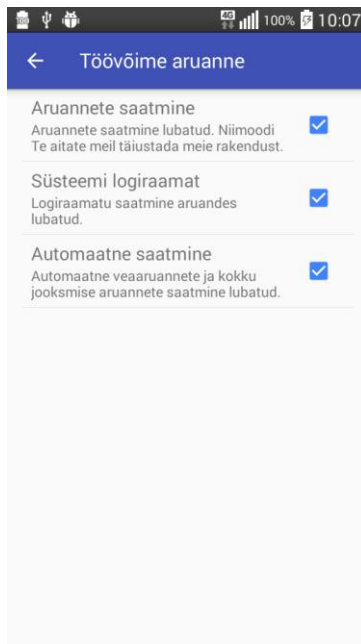 4G 100% 10:07
Töövõime aruanne
Aruannete saatmine
Aruannete saatmine lubatud. Niimoodi
Te aitate meil täiustada meie rakendust.
Süsteemi logiraamat
Logiraamatu saatmine aruandes
lubatud.
Automaatne saatmine
Automaatne veaaruannete ja kokku
jooksmise aruannete saatmine lubatud.